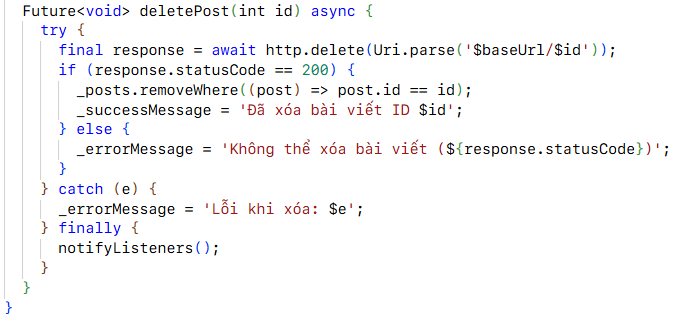 Future<void> deletePost(int id) async {
try {
final response = await http.delete(Uri.parse('$baseUrl/$id'));
if (response.statusCode == 200) {
_posts.removeWhere((post) => post.id == id);
_successMessage = 'Đã xóa bài viết ID $id';
} else {
_errorMessage = 'Không thể xóa bài viết (${response.statusCode})';
}
} catch (e) {
_errorMessage = 'Lỗi khi xóa: $e';
} finally {
notifyListeners();
}
}
}